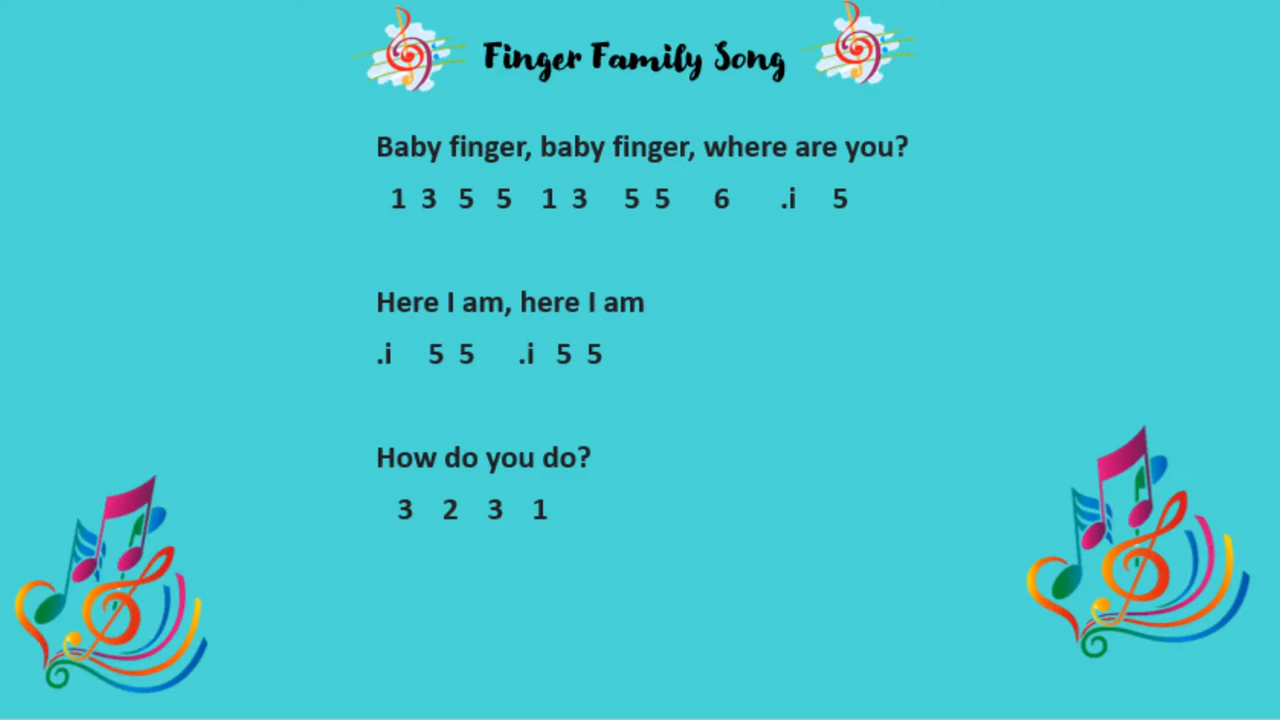 Finger Family Song
Baby finger, baby finger, where are you?
1 3 5 5 1 3 5 5 6 .i 5
Here I am, here I am
.i 5 5 .i 5 5
How do you do?
3 2 3 1